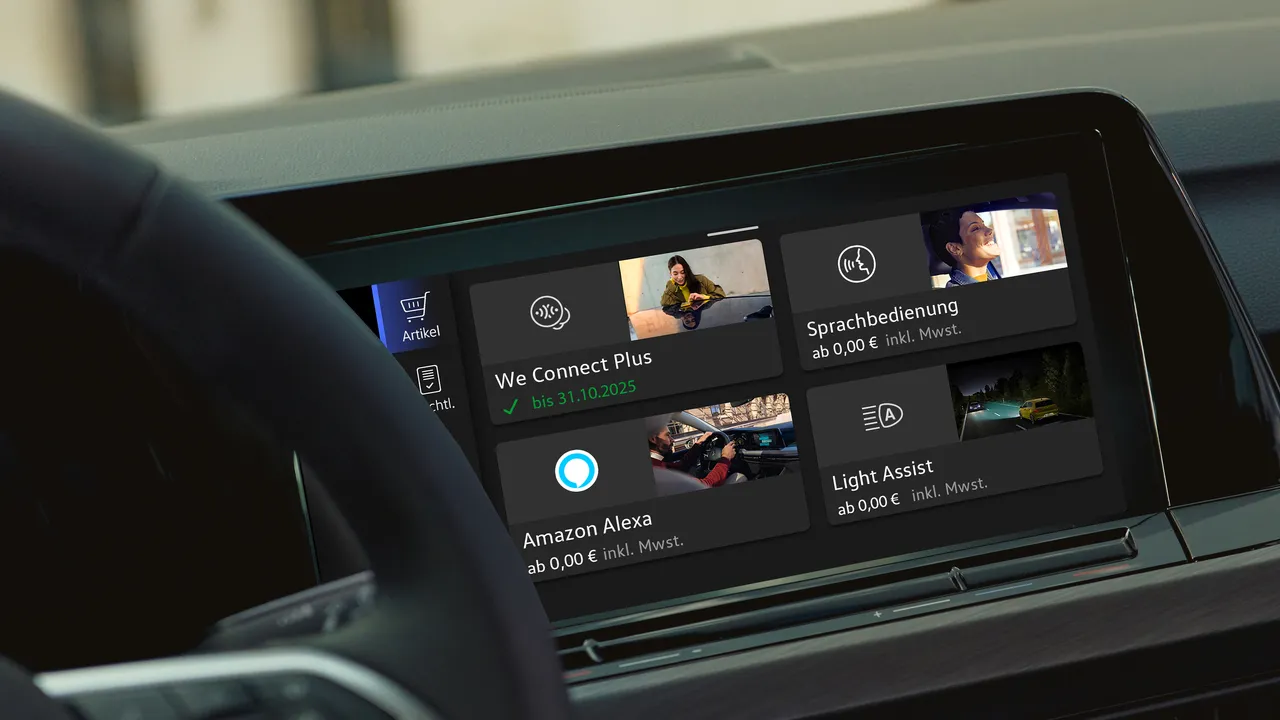 Artikel
chtl.
We Connect Plus
bis 31.10.2025
Sprachbedienung
ab 0,00 € inkl. Mwst.
Amazon Alexa
ab 0,00 € inkl. Mwst.
A
Light Assist
ab 0,00 € inkl. Mwst.